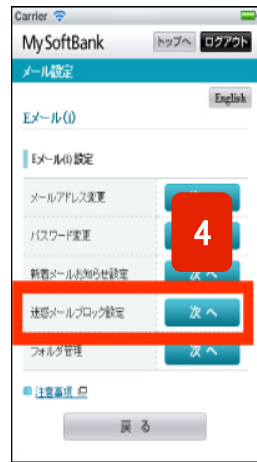 Carrier
My SoftBank トップへ ログアウト
メール設定
English
Eメール(i)
Eメール(i) 設定
メールアドレス変更
パスワード変更
4
新着メールお知らせ設定 次へ
迷惑メールブロック設定 次へ
フォルダ管理 次へ
注意事項
戻る